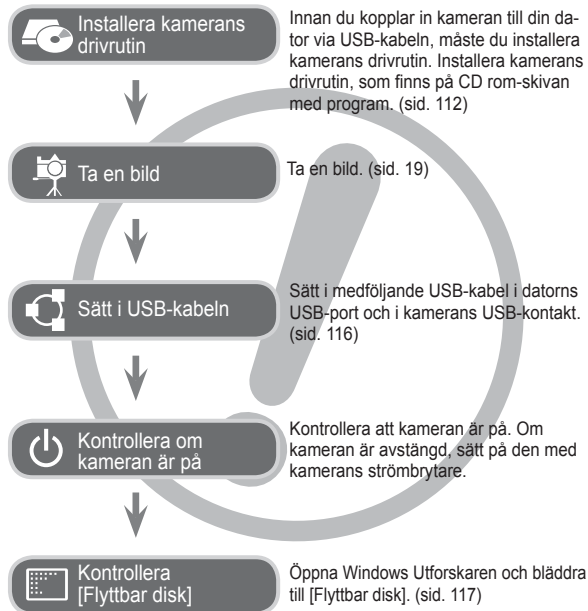 Installera kamerans
drivrutin
Innan du kopplar in kameran till din da-
tor via USB-kabeln, måste du installera
kamerans drivrutin. Installera kamerans
drivrutin, som finns på CD rom-skivan
med program. (sid. 112)
Ta en bild
Ta en bild. (sid. 19)
Sätt i USB-kabeln
Sätt i medföljande USB-kabel i datorns
USB-port och i kamerans USB-kontakt.
(sid. 116)
Kontrollera om
kameran är på
Kontrollera att kameran är på. Om
kameran är avstängd, sätt på den med
kamerans strömbrytare.
Kontrollera
[Flyttbar disk]
Öppna Windows Utforskaren och bläddra
till [Flyttbar disk]. (sid. 117)